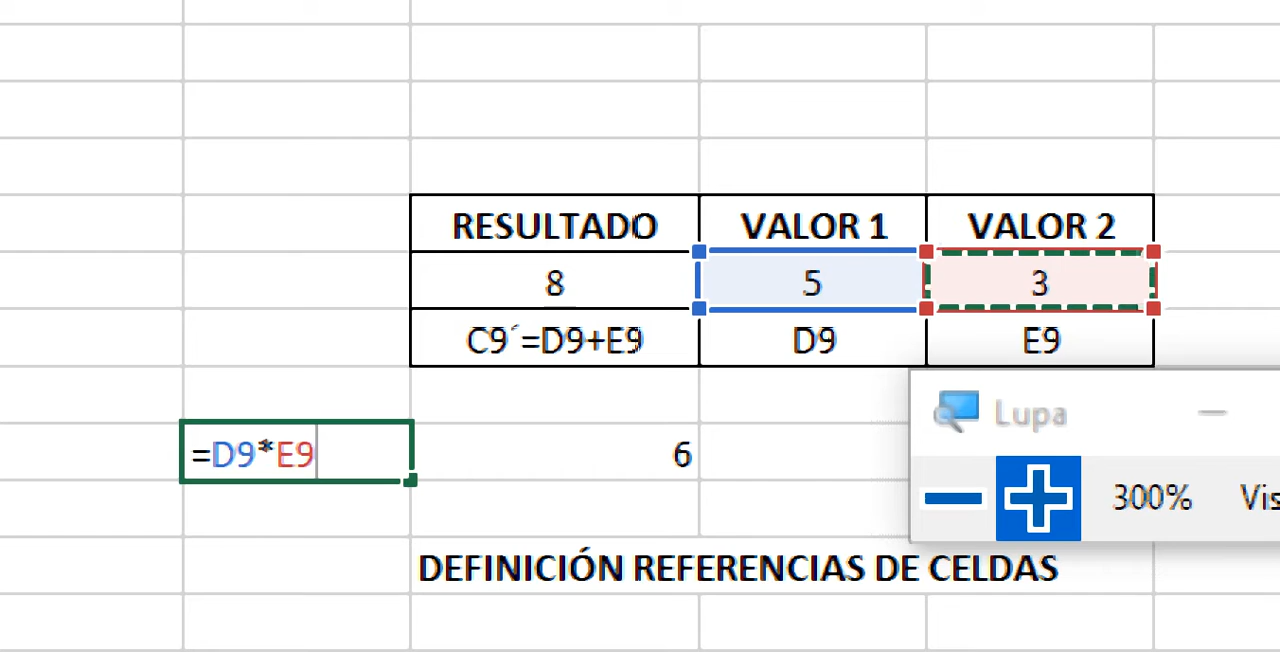 RESULTADO VALOR 1 VALOR 2
8 5 3
C9´=D9+E9 D9 E9
Lupa
=D9*E9 6
300% Vis
DEFINICIÓN REFERENCIAS DE CELDAS